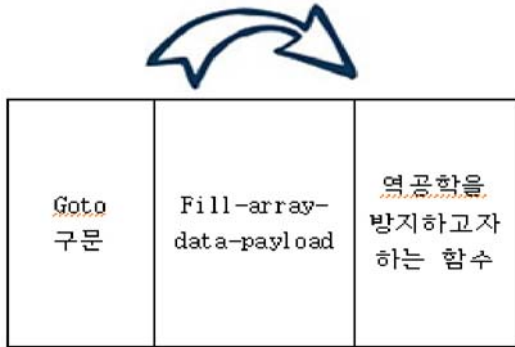 Goto
구문
Fill-array-
data-payload
역공학을
방지하고자
하는 함수